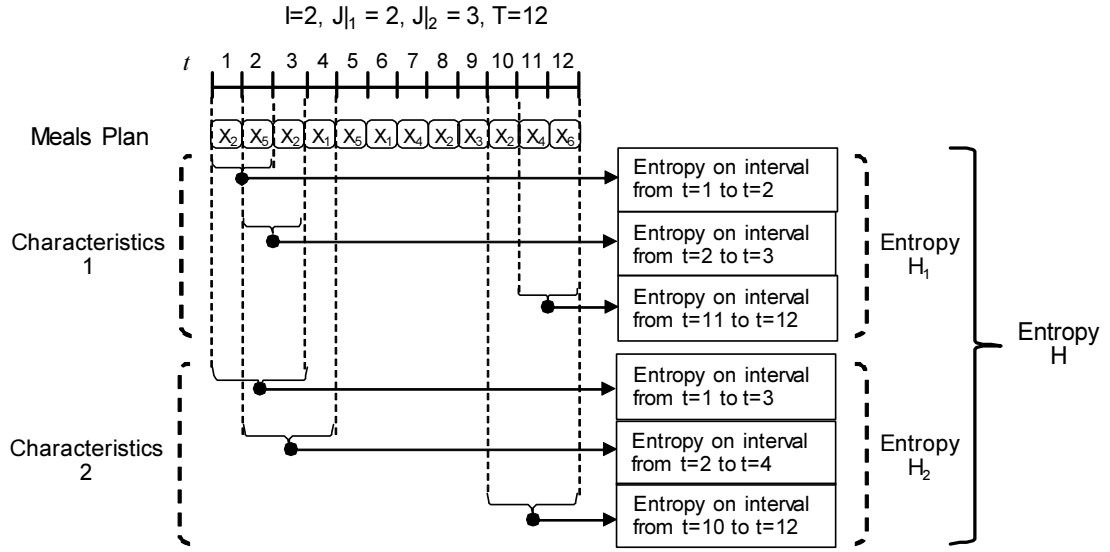 I=2, J|₁ = 2, J|₂ = 3, T=12
t 1 2 3 4 5 6 7 8 9 10 11 12
Meals Plan X₂ X₅ X₂ X₁ X₅ X₁ X₄ X₂ X₃ X₂ X₄ X₆
Entropy on interval
from t=1 to t=2
Characteristics
1
Entropy on interval
from t=2 to t=3
Entropy
H₁
Entropy on interval
from t=11 to t=12
Entropy
H
Entropy on interval
from t=1 to t=3
Characteristics
2
Entropy on interval
from t=2 to t=4
Entropy
H₂
Entropy on interval
from t=10 to t=12